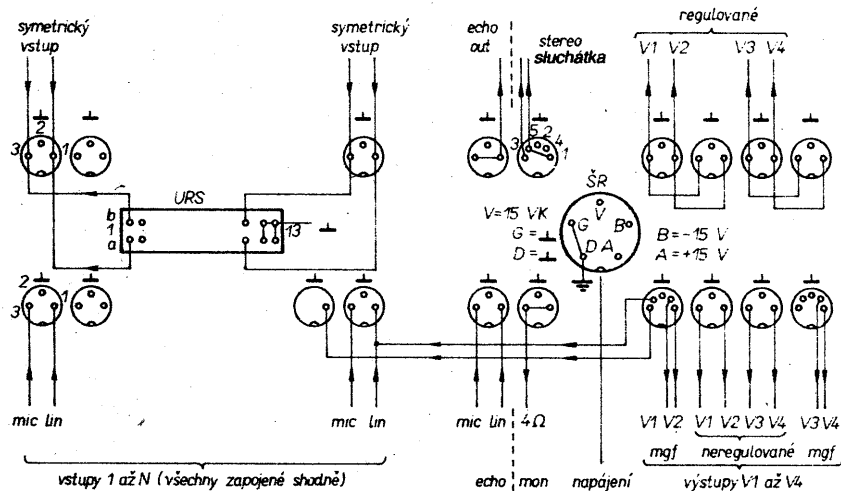 symetrický
vstup
symetrický
vstup
echo
out
stereo
sluchátka
regulované
V1 V2 V3 V4
2
3 1
5 2
3 4
1
URS
b
1
a
13
ŠR
V
G B
D A
V=15 VK
G=⊥
D=⊥
B=-15 V
A=+15 V
2
1
3
mic lin
mic lin
mic lin
4Ω
V1 V2 V1 V2 V3 V4 V3 V4
mgf neregulované mgf
vstupy 1 až N (všechny zapojené shodně)
echo mon napájení výstupy V1 až V4